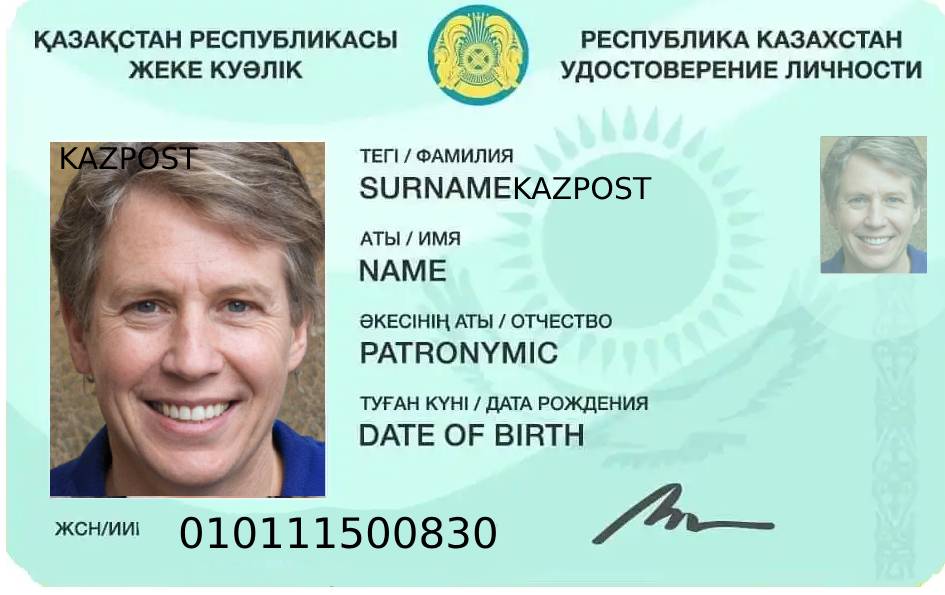 ҚАЗАҚСТАН РЕСПУБЛИКАСЫ
ЖЕКЕ КУӘЛІК
РЕСПУБЛИКА КАЗАХСТАН
УДОСТОВЕРЕНИЕ ЛИЧНОСТИ
KAZPOST
ТЕГІ / ФАМИЛИЯ
SURNAMEKAZPOST
АТЫ / ИМЯ
NAME
ӘКЕСІНІҢ АТЫ / ОТЧЕСТВО
PATRONYMIC
ТУҒАН КҮНІ / ДАТА РОЖДЕНИЯ
DATE OF BIRTH
ЖСН/ИИ
010111500830